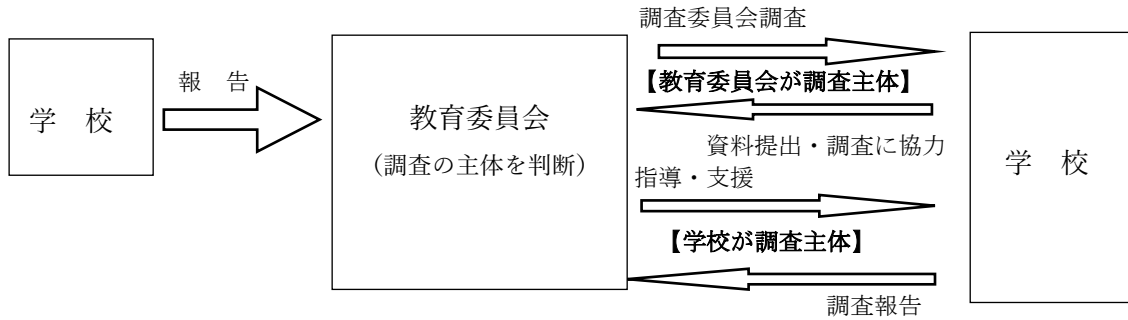 学　校
報　告
教育委員会
（調査の主体を判断）
調査委員会調査
【教育委員会が調査主体】
資料提出・調査に協力
指導・支援
【学校が調査主体】
調査報告
学　校